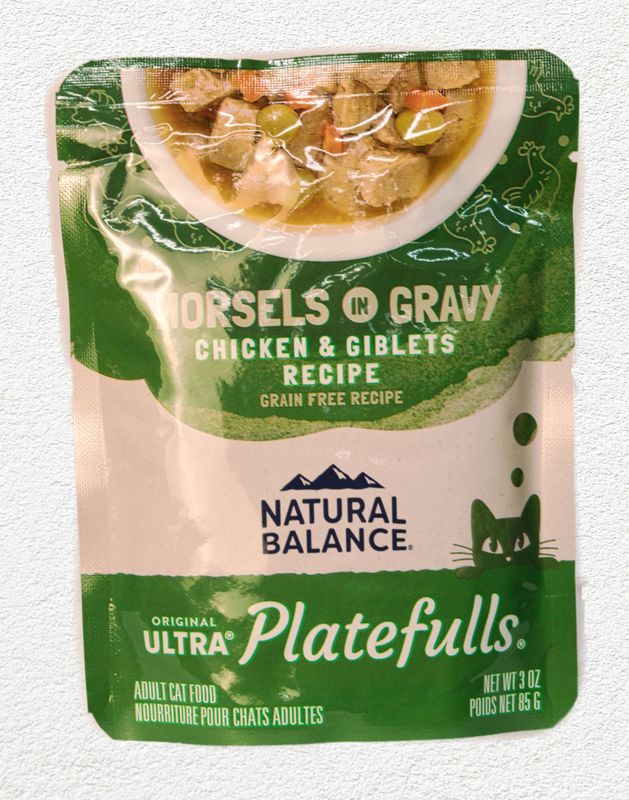 MORSELS IN GRAVY
CHICKEN & GIBLETS
RECIPE
GRAIN FREE RECIPE
NATURAL
BALANCE®
ORIGINAL
ULTRA® Platefulls®
ADULT CAT FOOD
NOURRITURE POUR CHATS ADULTES
NET WT 3 OZ
POIDS NET 85 G